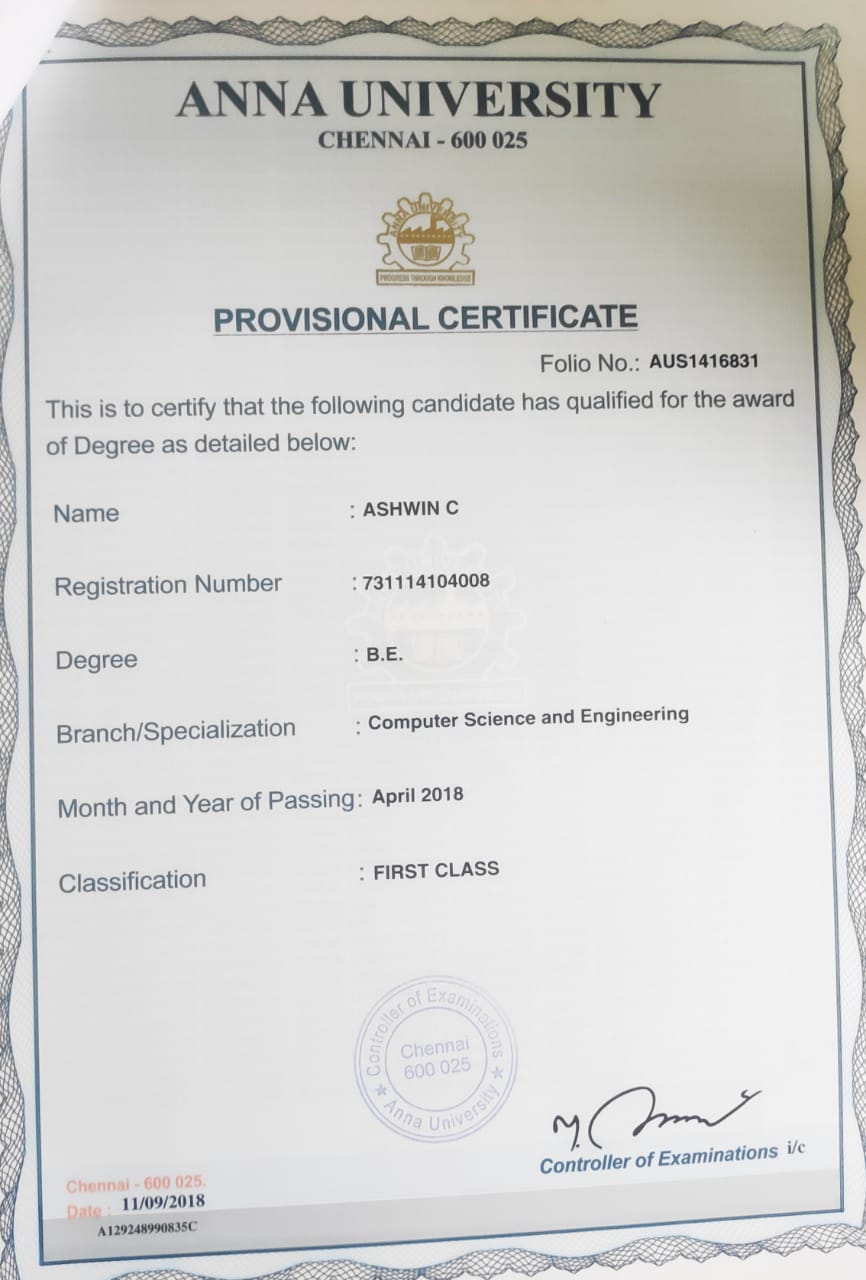 ANNA UNIVERSITY
CHENNAI - 600 025
ANNA UNIVERSITY
PROGRESS THROUGH KNOWLEDGE
PROVISIONAL CERTIFICATE
Folio No.: AUS1416831
This is to certify that the following candidate has qualified for the award
of Degree as detailed below:
Name : ASHWIN C
Registration Number : 731114104008
Degree : B.E.
Branch/Specialization : Computer Science and Engineering
Month and Year of Passing: April 2018
Classification : FIRST CLASS
Controller of Examinations
Chennai
600 025
★ Anna University ★
Controller of Examinations i/c
Chennai - 600 025.
Date : 11/09/2018
A129248990835C